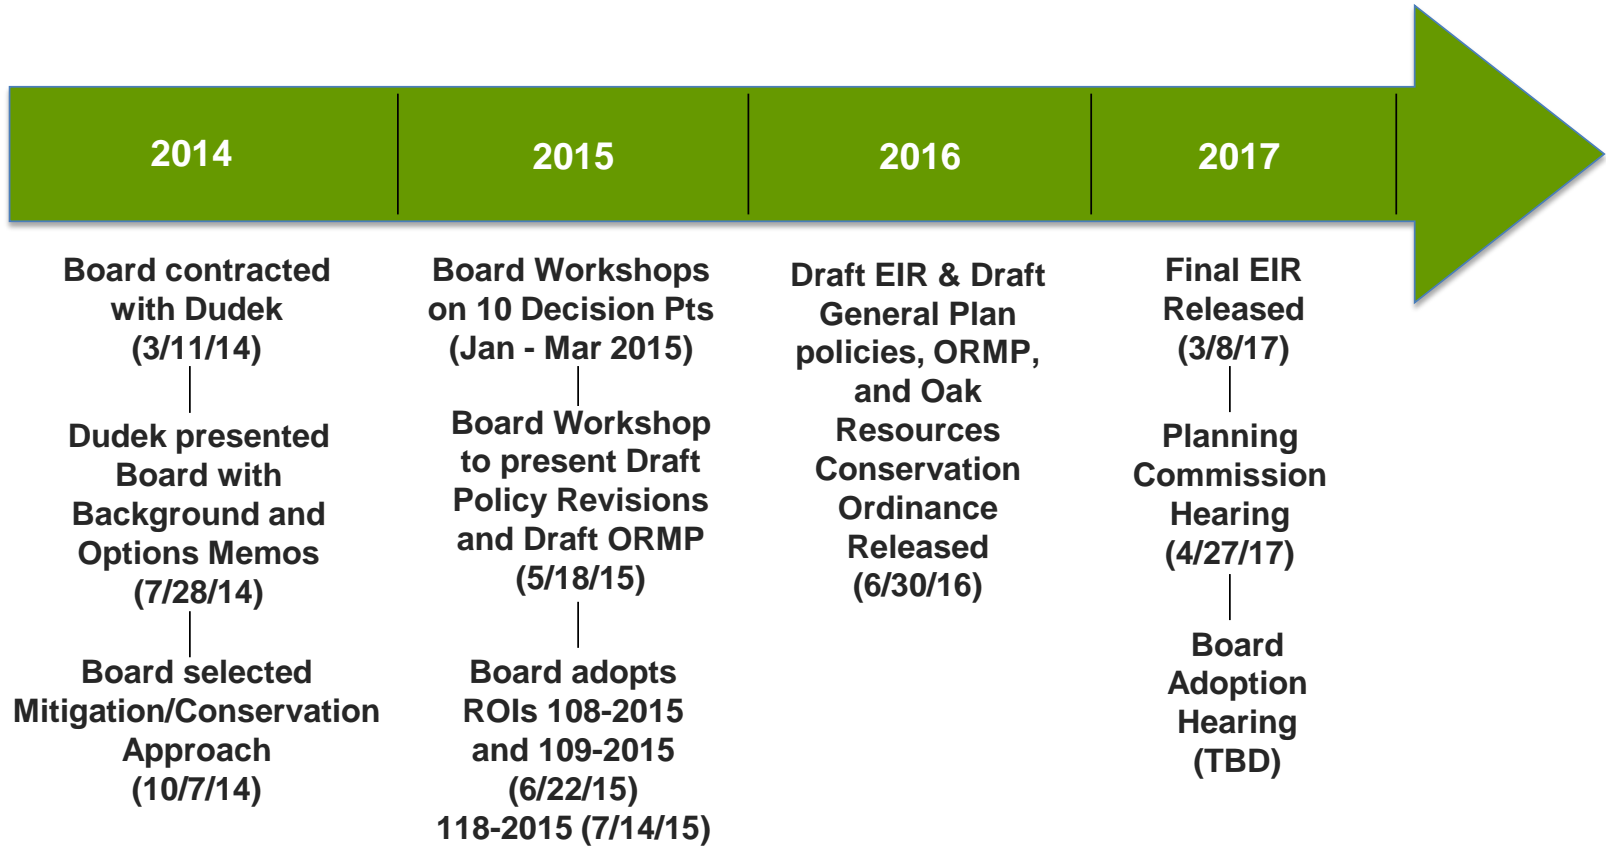 2014
2015
2016
2017
Board contracted
with Dudek
(3/11/14)
Dudek presented
Board with
Background and
Options Memos
(7/28/14)
Board selected
Mitigation/Conservation
Approach
(10/7/14)
Board Workshops
on 10 Decision Pts
(Jan - Mar 2015)
Board Workshop
to present Draft
Policy Revisions
and Draft ORMP
(5/18/15)
Board adopts
ROIs 108-2015
and 109-2015
(6/22/15)
118-2015 (7/14/15)
Draft EIR & Draft
General Plan
policies, ORMP,
and Oak
Resources
Conservation
Ordinance
Released
(6/30/16)
Final EIR
Released
(3/8/17)
Planning
Commission
Hearing
(4/27/17)
Board
Adoption
Hearing
(TBD)